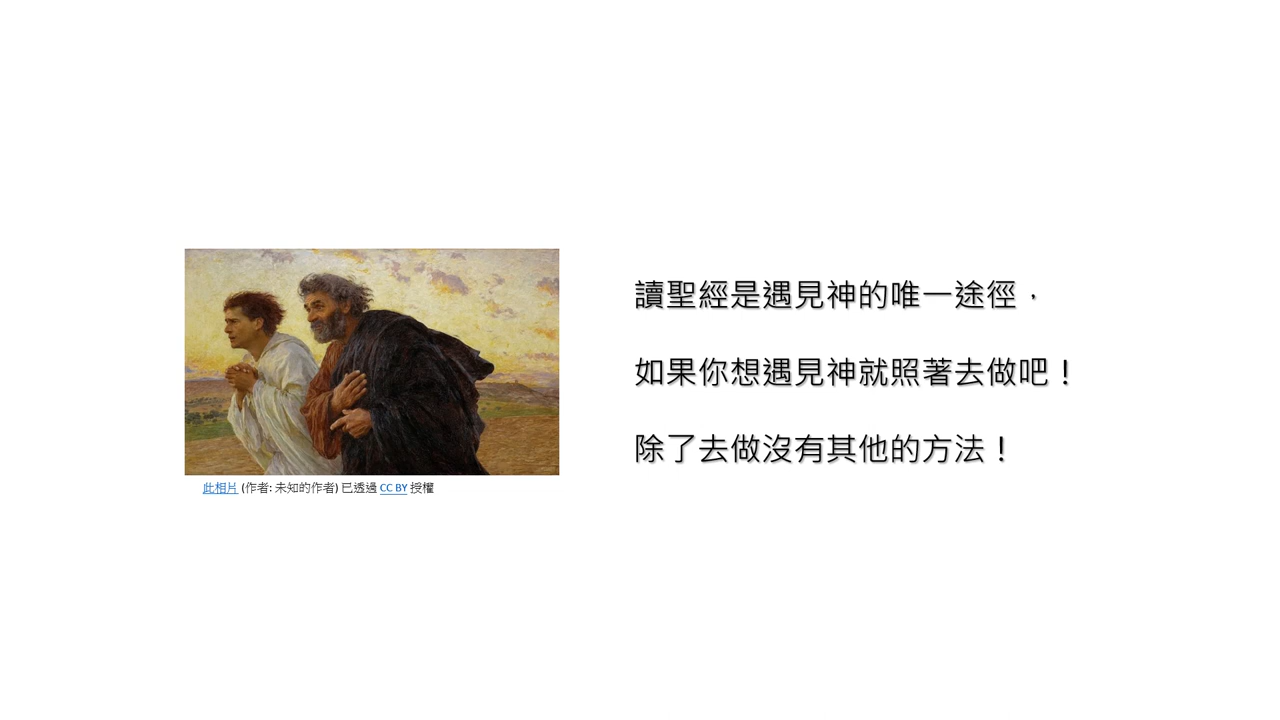 讀聖經是遇見神的唯一途徑，
如果你想遇見神就照著去做吧！
除了去做沒有其他的方法！
此相片 (作者: 未知的作者) 已透過 CC BY 授權